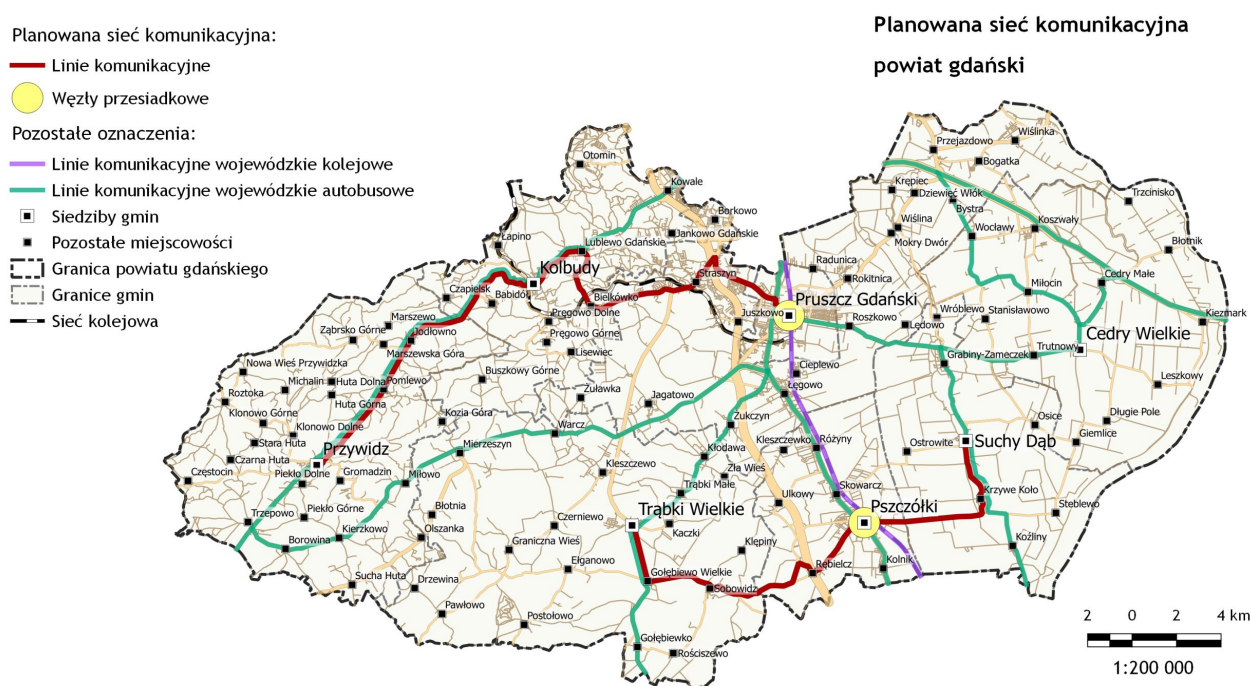 Planowana sieć komunikacyjna
powiat gdański
Planowana sieć komunikacyjna:
Linie komunikacyjne
Węzły przesiadkowe
Pozostałe oznaczenia:
Linie komunikacyjne wojewódzkie kolejowe
Linie komunikacyjne wojewódzkie autobusowe
Siedziby gmin
Pozostałe miejscowości
Granica powiatu gdańskiego
Granice gmin
Sieć kolejowa
Otomin
Kowale
Borkowo
Jankowo Gdańskie
Łapino
Lublewo Gdańskie
Kolbudy
Straszyn
Czapielsk
Babidół
Bielkówko
Pręgowo Dolne
Pręgowo Górne
Lisewiec
Juszkowo
Marszewo
Ząbrsko Górne
Jodłowno
Marszewska Góra
Nowa Wieś Przywidzka
Michalin
Huta Dolna
Pomlewo
Roztoka
Huta Górna
Klonowo Górne
Klonowo Dolne
Stara Huta
Czarna Huta
Przywidz
Częstocin
Piekło Dolne
Gromadzin
Trzepowo
Piekło Górne
Borowina
Kierzkowo
Miłowo
Mierzeszyn
Kozia Góra
Buszkowy Górne
Żuławka
Jagatowo
Warcz
Błotnia
Olszanka
Sucha Huta
Drzewina
Pawłowo
Postołowo
Graniczna Wieś
Czerniewo
Ełganowo
Kleszczewo
Trąbki Wielkie
Kaczki
Trąbki Małe
Kłodawa
Zła Wieś
Żukczyn
Kleszczewko
Ulkowy
Klępiny
Gołębiewo Wielkie
Sobowidz
Gołębiewko
Rościszewo
Rębielcz
Pszczółki
Kolnik
Skowarcz
Różyny
Łęgowo
Cieplewo
Pruszcz Gdański
Radunica
Rokitnica
Roszkowo
Lędowo
Wróblewo
Grabiny-Zameczek
Ostrowite
Suchy Dąb
Krzywe Koło
Koźliny
Steblewo
Osice
Giemlice
Długie Pole
Leszkowy
Cedry Wielkie
Trutnowy
Stanisławowo
Miłocin
Cedry Małe
Kiezmark
Błotnik
Trzcinisko
Koszwały
Wocławy
Bystra
Dziewięć Włók
Krępiec
Wiślina
Mokry Dwór
Przejazdowo
Bogatka
Wiślinka
2 0 2 4 km
1:200 000